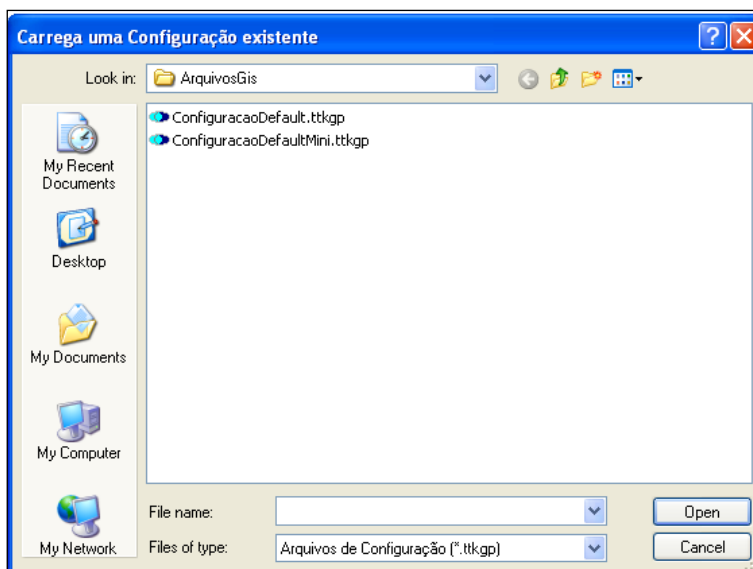 Carrega uma Configuração existente
Look in: ArquivosGis
ConfiguracaoDefault.ttkgp
ConfiguracaoDefaultMini.ttkgp
My Recent
Documents
Desktop
My Documents
My Computer
My Network
File name:
Open
Files of type: Arquivos de Configuração (*.ttkgp)
Cancel